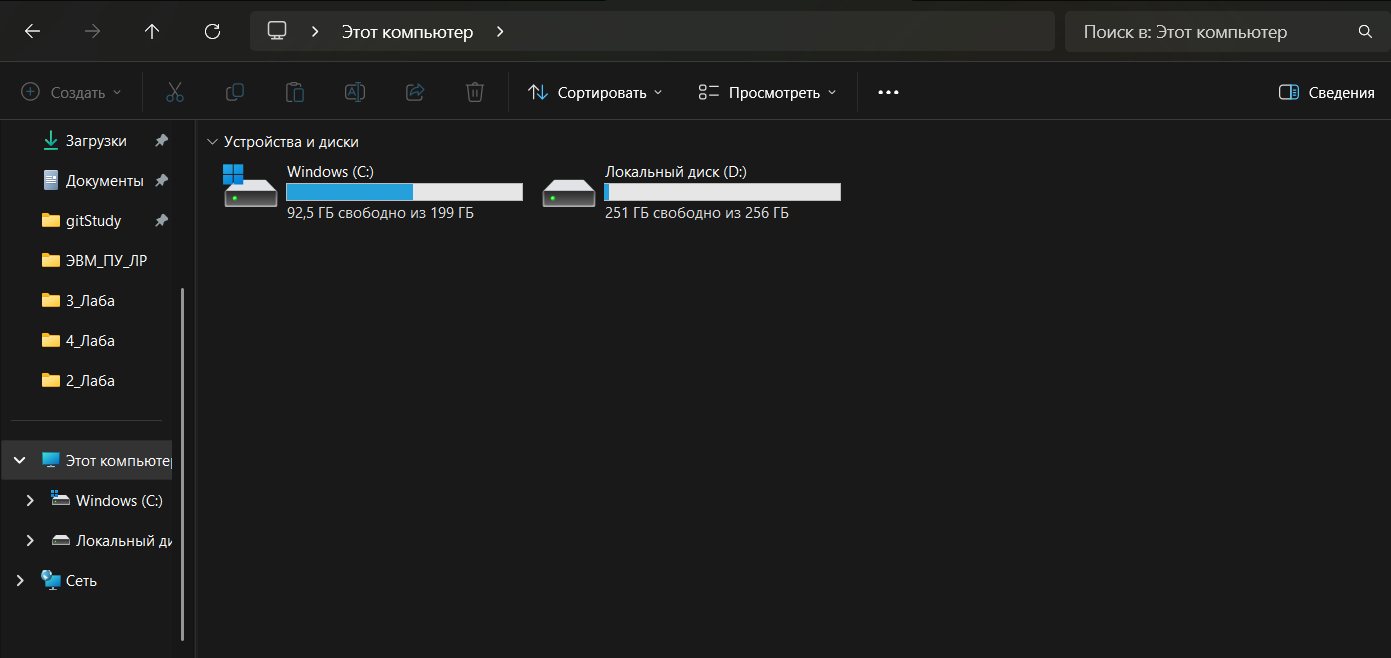 Этот компьютер
Поиск в: Этот компьютер
Создать
Сортировать
Просмотреть
Сведения
Загрузки
Документы
gitStudy
ЭВМ_ПУ_ЛР
3_Лаба
4_Лаба
2_Лаба
Этот компьютер
Windows (C:)
Локальный ди
Сеть
Устройства и диски
Windows (C:)
92,5 ГБ свободно из 199 ГБ
Локальный диск (D:)
251 ГБ свободно из 256 ГБ